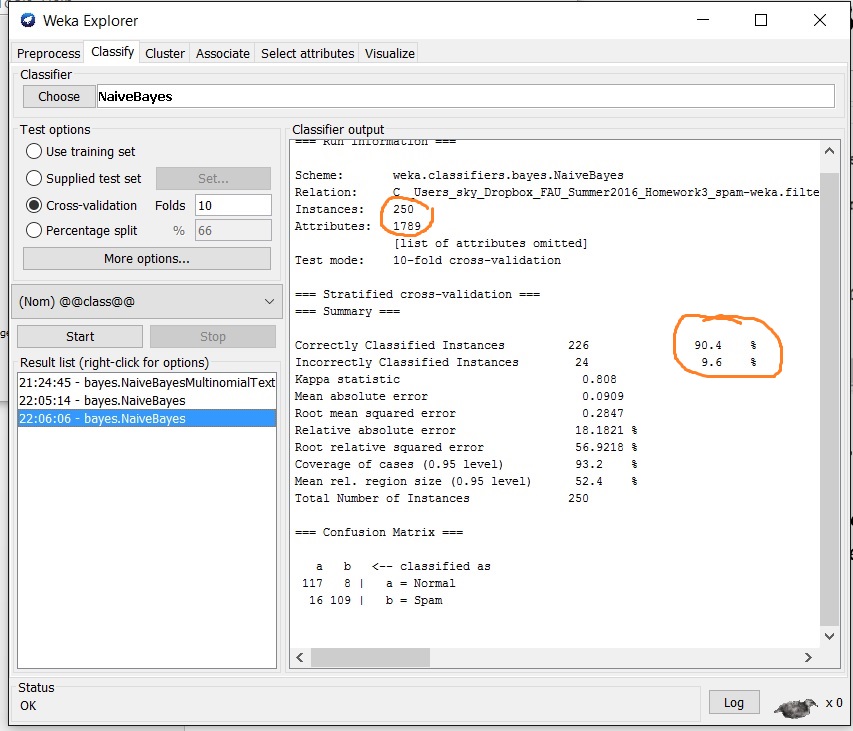 Weka Explorer
Preprocess Classify Cluster Associate Select attributes Visualize
Classifier
Choose NaiveBayes
Test options
Use training set
Supplied test set Set...
Cross-validation Folds 10
Percentage split % 66
More options...
(Nom) @@class@@
Start Stop
Result list (right-click for options)
21:24:45 - bayes.NaiveBayesMultinomialText
22:05:14 - bayes.NaiveBayes
22:06:06 - bayes.NaiveBayes
Classifier output
=== Run information ===
Scheme: weka.classifiers.bayes.NaiveBayes
Relation: C__Users_sky_Dropbox_FAU_Summer2016_Homework3_spam-weka.filte
Instances: 250
Attributes: 1789
[list of attributes omitted]
Test mode: 10-fold cross-validation
=== Stratified cross-validation ===
=== Summary ===
Correctly Classified Instances 226 90.4 %
Incorrectly Classified Instances 24 9.6 %
Kappa statistic 0.808
Mean absolute error 0.0909
Root mean squared error 0.2847
Relative absolute error 18.1821 %
Root relative squared error 56.9218 %
Coverage of cases (0.95 level) 93.2 %
Mean rel. region size (0.95 level) 52.4 %
Total Number of Instances 250
=== Confusion Matrix ===
a b <-- classified as
117 8 | a = Normal
16 109 | b = Spam
Status
OK
Log x 0